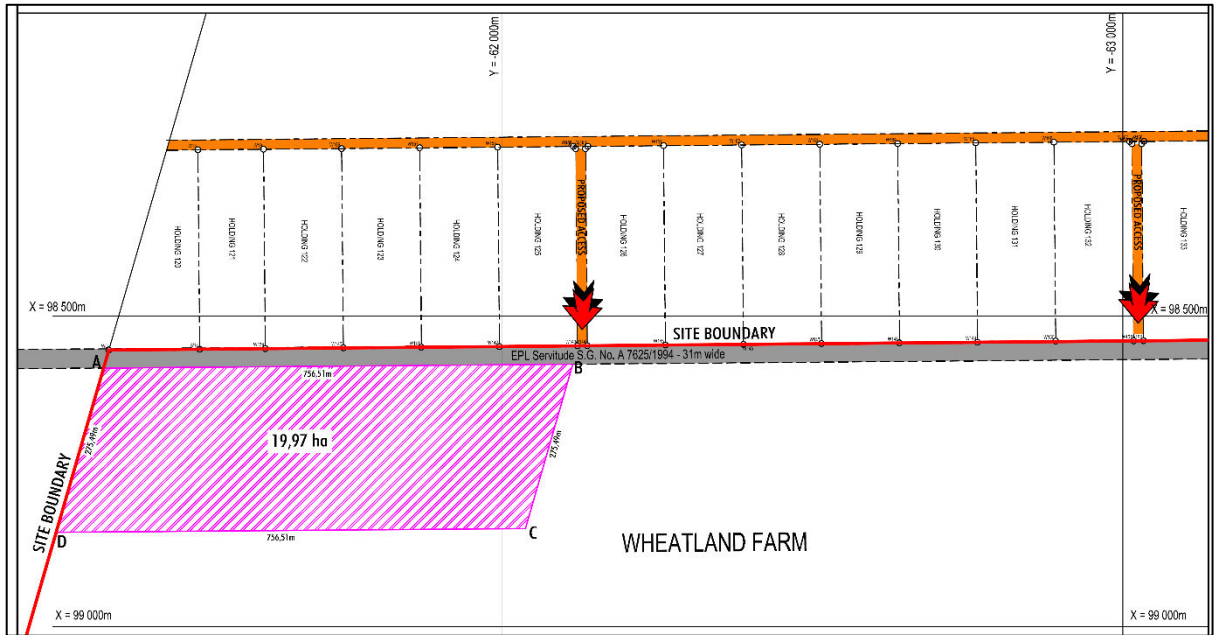 Y = -62 000m
Y = -63 000m
PROPOSED ACCESS
PROPOSED ACCESS
HOLDING 120
HOLDING 121
HOLDING 122
HOLDING 123
HOLDING 124
HOLDING 125
HOLDING 126
HOLDING 127
HOLDING 128
HOLDING 129
HOLDING 130
HOLDING 131
HOLDING 132
HOLDING 133
X = 98 500m
X = 98 500m
SITE BOUNDARY
EPL Servitude S.G. No. A 7625/1994 - 31m wide
A
B
756,51m
275,49m
275,49m
19,97 ha
SITE BOUNDARY
D
756,51m
C
WHEATLAND FARM
X = 99 000m
X = 99 000m